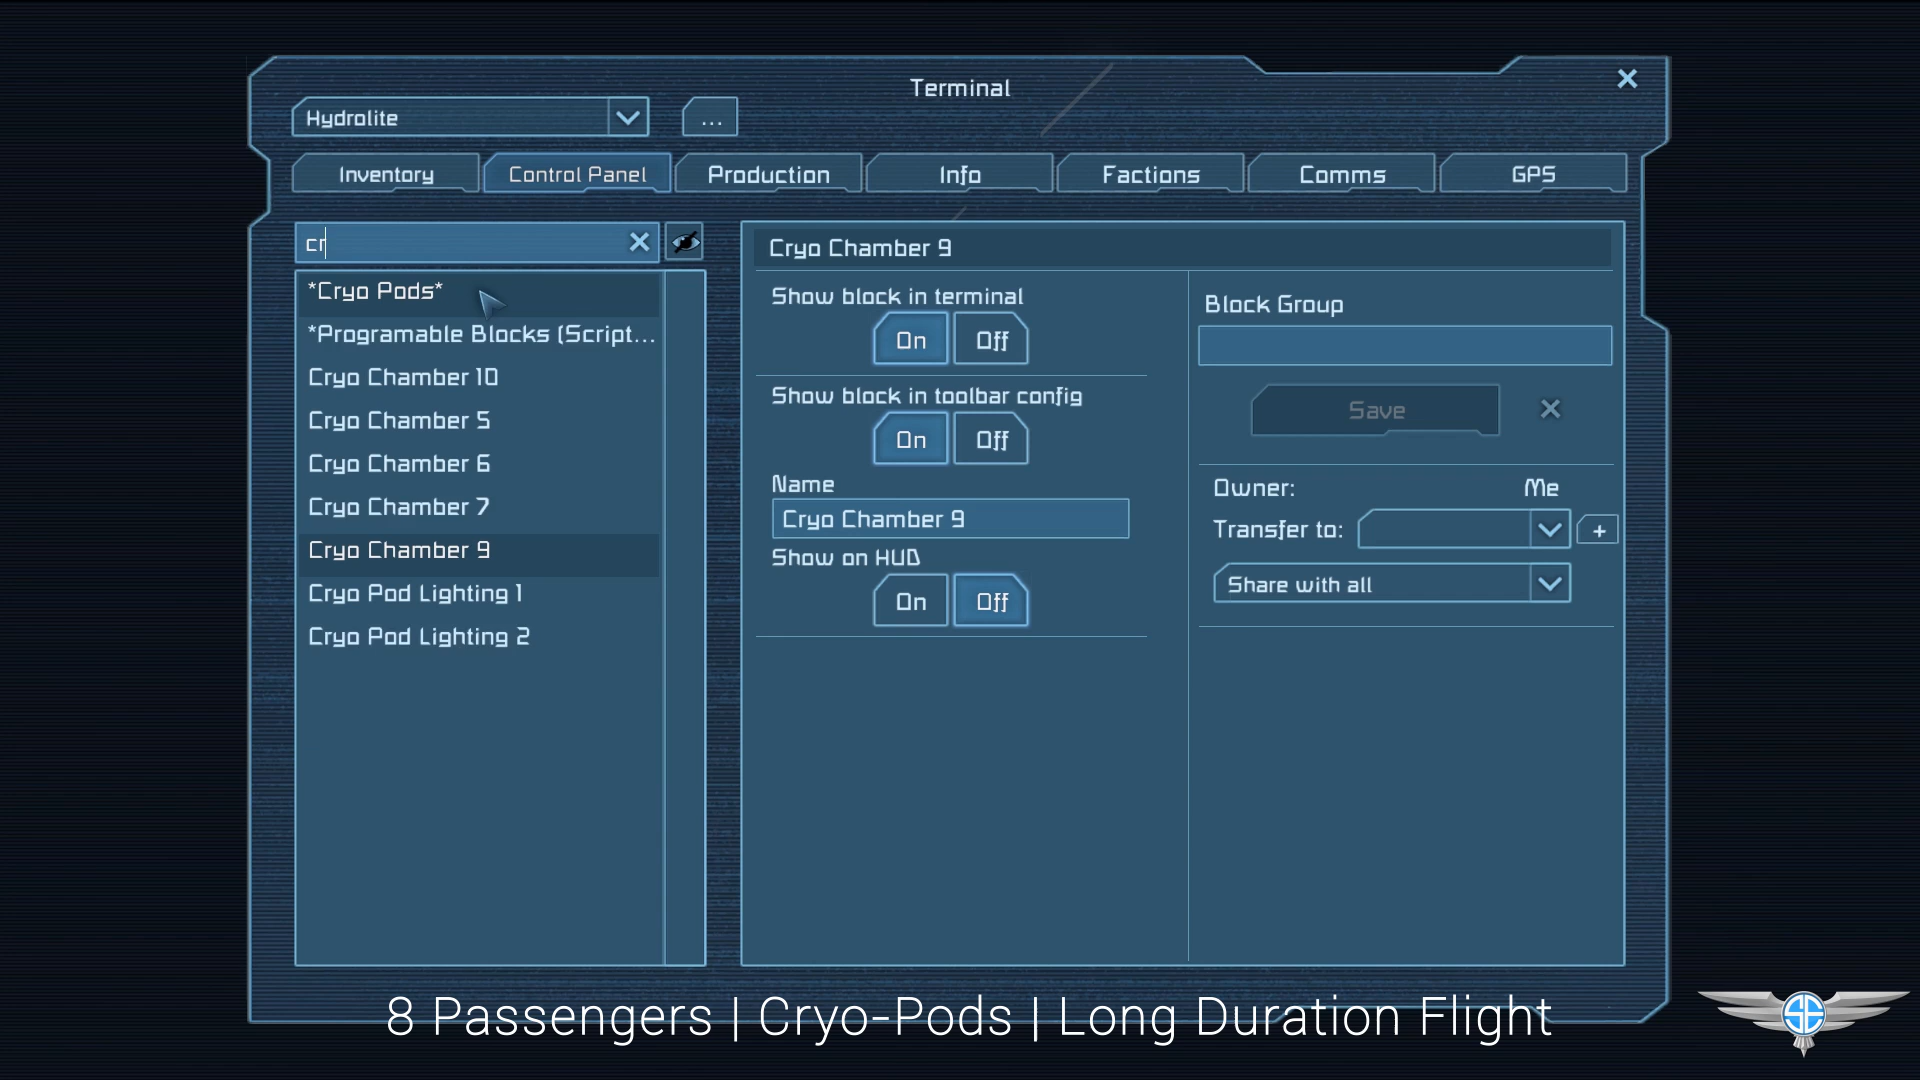 Terminal
Hydrolite
...
Inventory
Control Panel
Production
Info
Factions
Comms
GPS
cr
*Cryo Pods*
*Programable Blocks (Script...
Cryo Chamber 10
Cryo Chamber 5
Cryo Chamber 6
Cryo Chamber 7
Cryo Chamber 9
Cryo Pod Lighting 1
Cryo Pod Lighting 2
Cryo Chamber 9
Show block in terminal
On Off
Show block in toolbar config
On Off
Name
Cryo Chamber 9
Show on HUD
On Off
Block Group
Save
Owner: Me
Transfer to:
+
Share with all
8 Passengers | Cryo-Pods | Long Duration Flight
SE